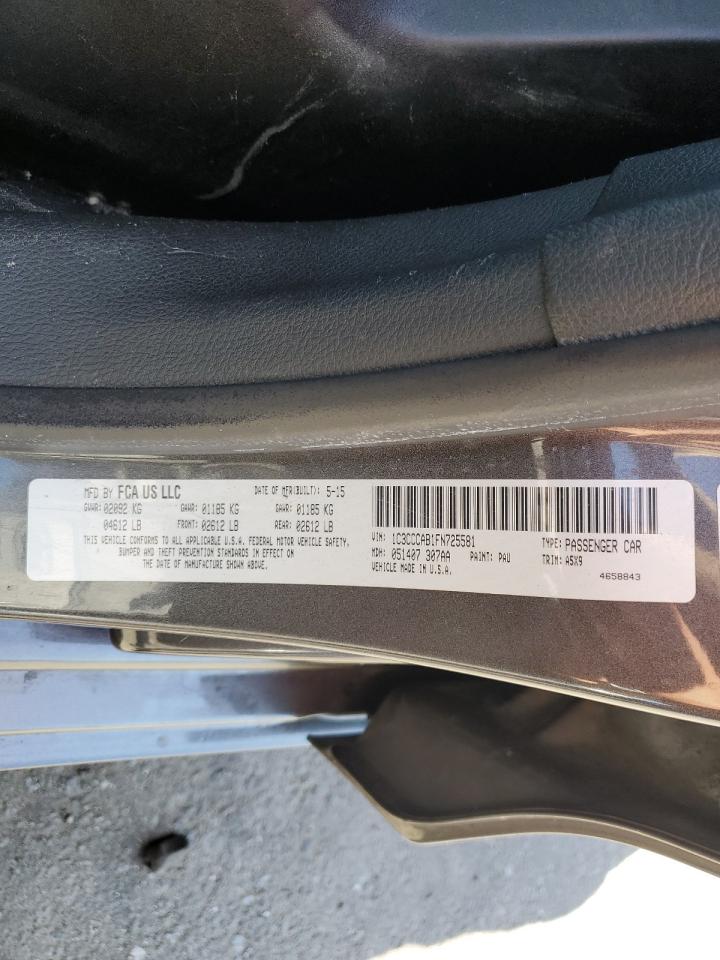 MFD BY FCA US LLC DATE OF MFR(BUILT): 5-15
GVWR: 02092 KG GAWR: 01185 KG GAWR: 01185 KG
04612 LB FRONT: 02612 LB REAR: 02612 LB
THIS VEHICLE CONFORMS TO ALL APPLICABLE U.S.A. FEDERAL MOTOR VEHICLE SAFETY,
BUMPER AND THEFT PREVENTION STANDARDS IN EFFECT ON
THE DATE OF MANUFACTURE SHOWN ABOVE.
VIN: 1C3CCCAB1FN725581 TYPE: PASSENGER CAR
MDH: 051407 307AA PAINT: PAU TRIM: A5X9
VEHICLE MADE IN U.S.A. 4658843